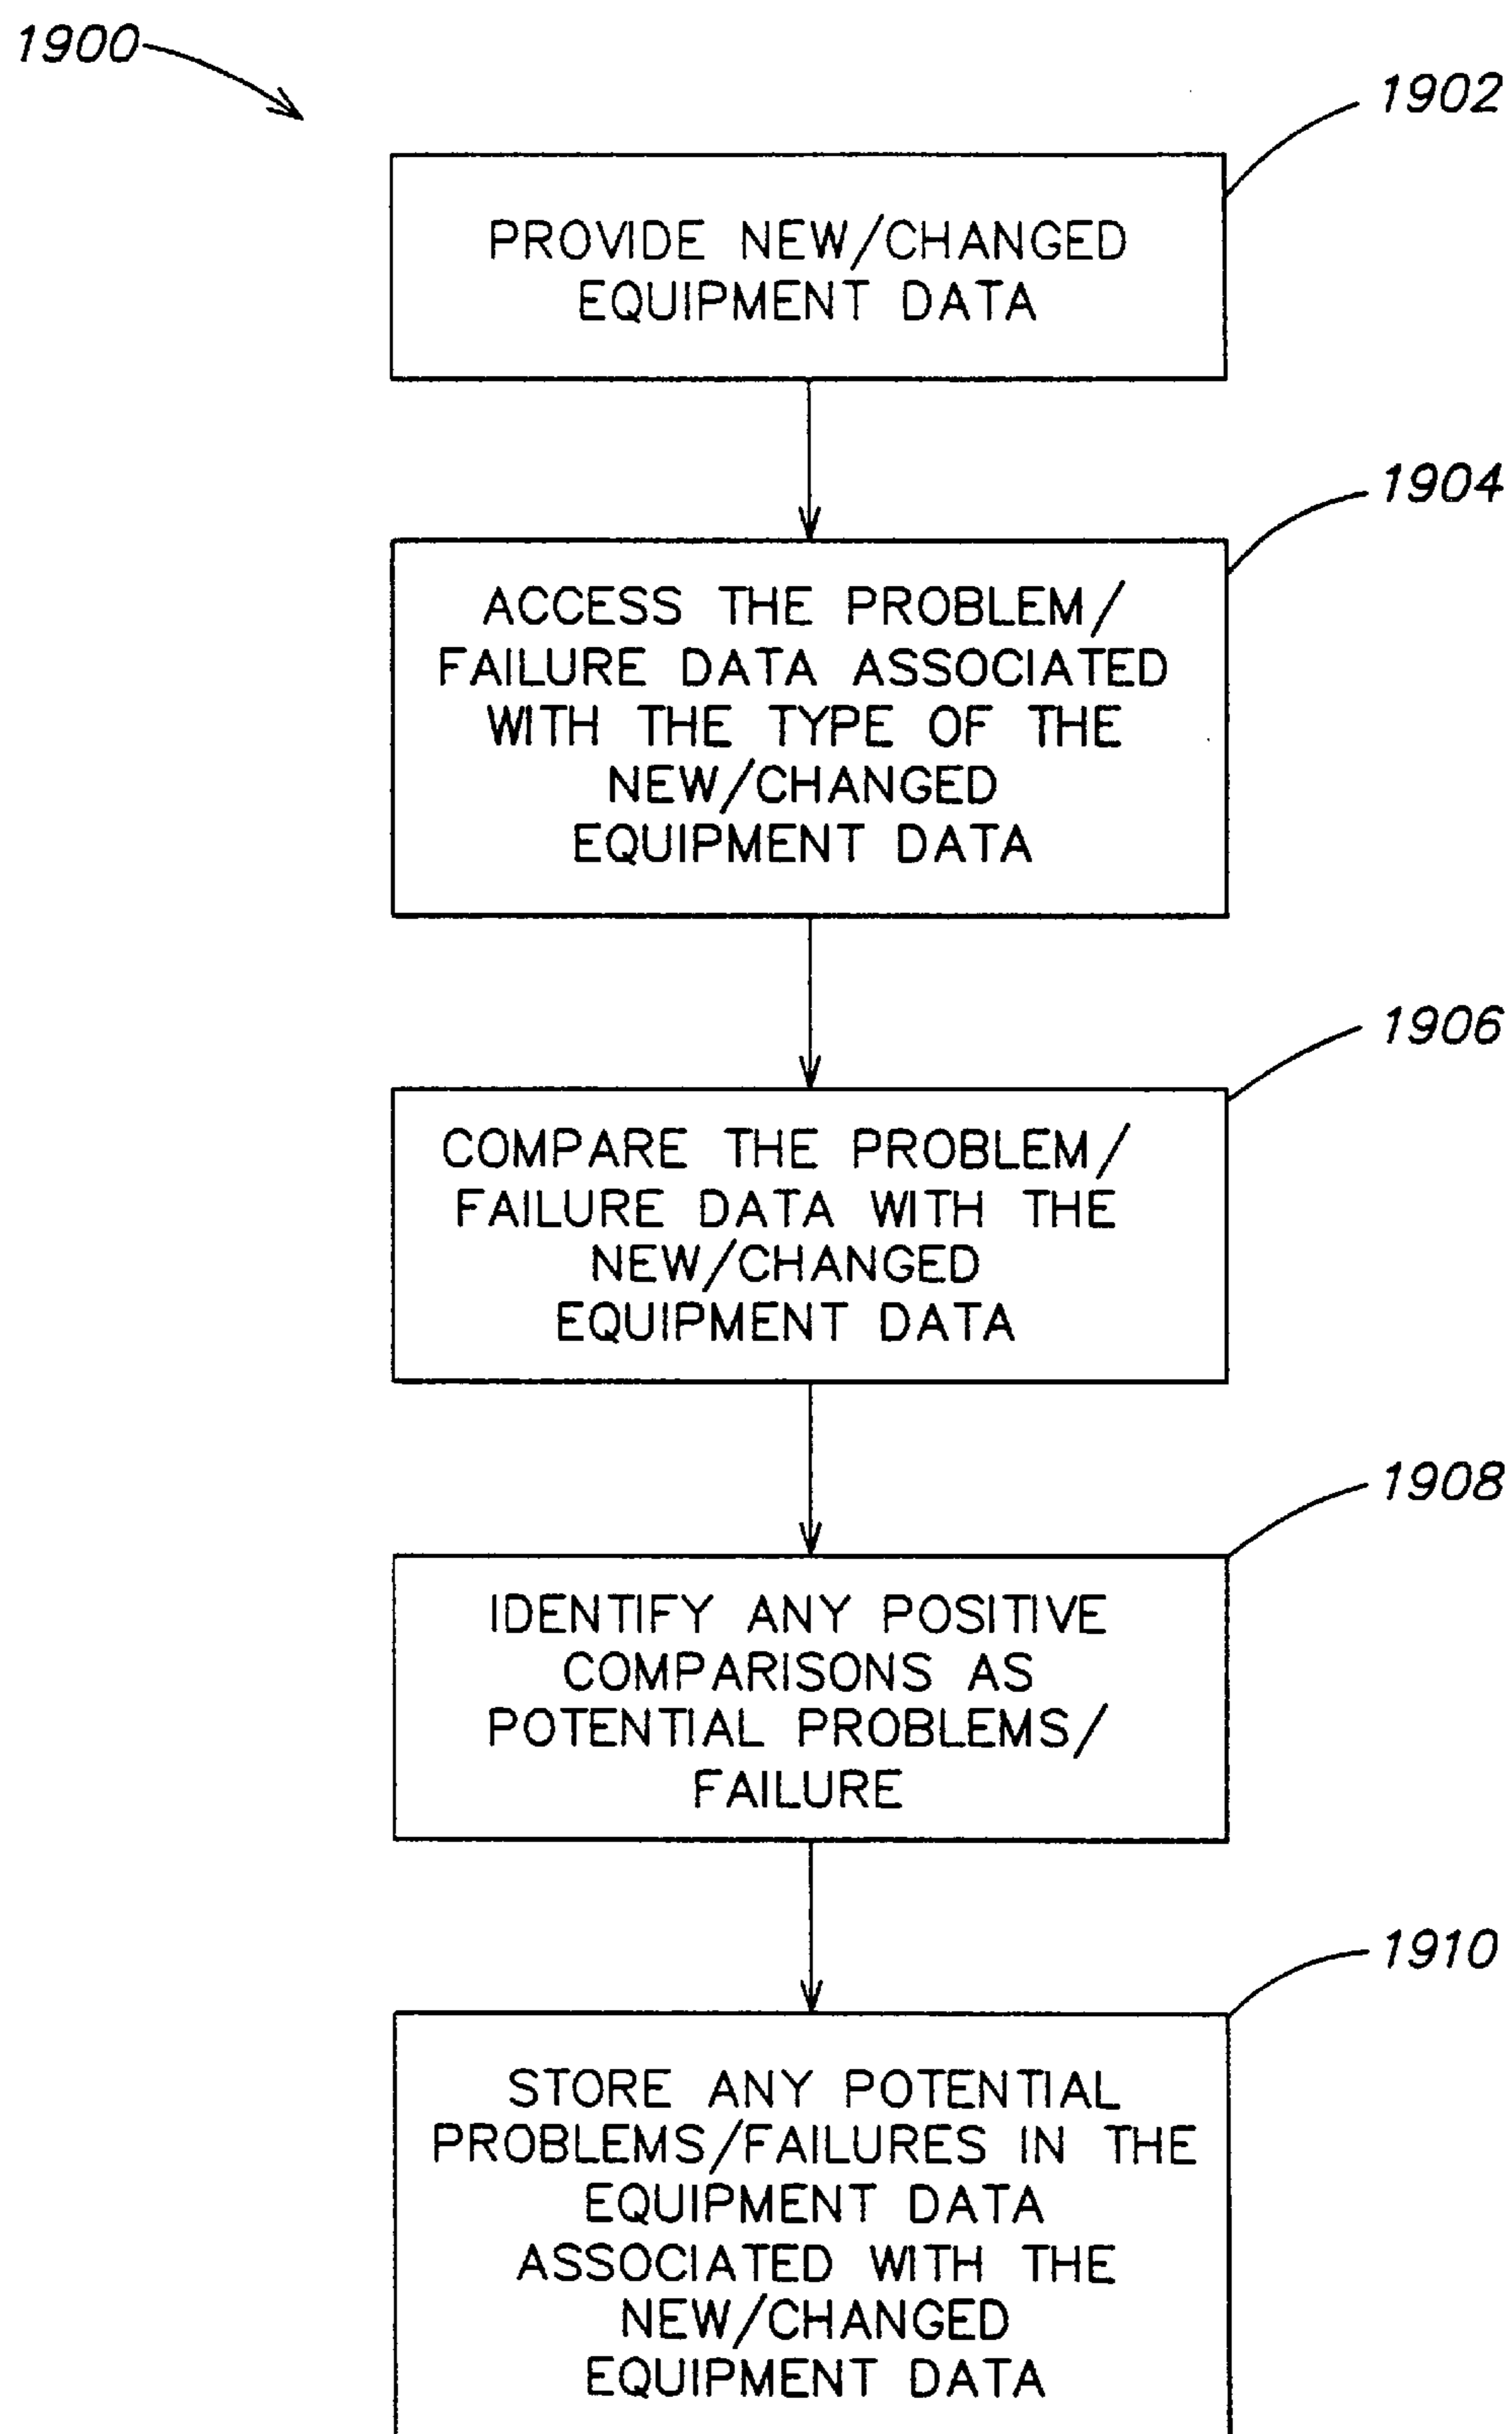 1900
1902
PROVIDE NEW/CHANGED
EQUIPMENT DATA
1904
ACCESS THE PROBLEM/
FAILURE DATA ASSOCIATED
WITH THE TYPE OF THE
NEW/CHANGED
EQUIPMENT DATA
1906
COMPARE THE PROBLEM/
FAILURE DATA WITH THE
NEW/CHANGED
EQUIPMENT DATA
1908
IDENTIFY ANY POSITIVE
COMPARISONS AS
POTENTIAL PROBLEMS/
FAILURE
1910
STORE ANY POTENTIAL
PROBLEMS/FAILURES IN THE
EQUIPMENT DATA
ASSOCIATED WITH THE
NEW/CHANGED
EQUIPMENT DATA